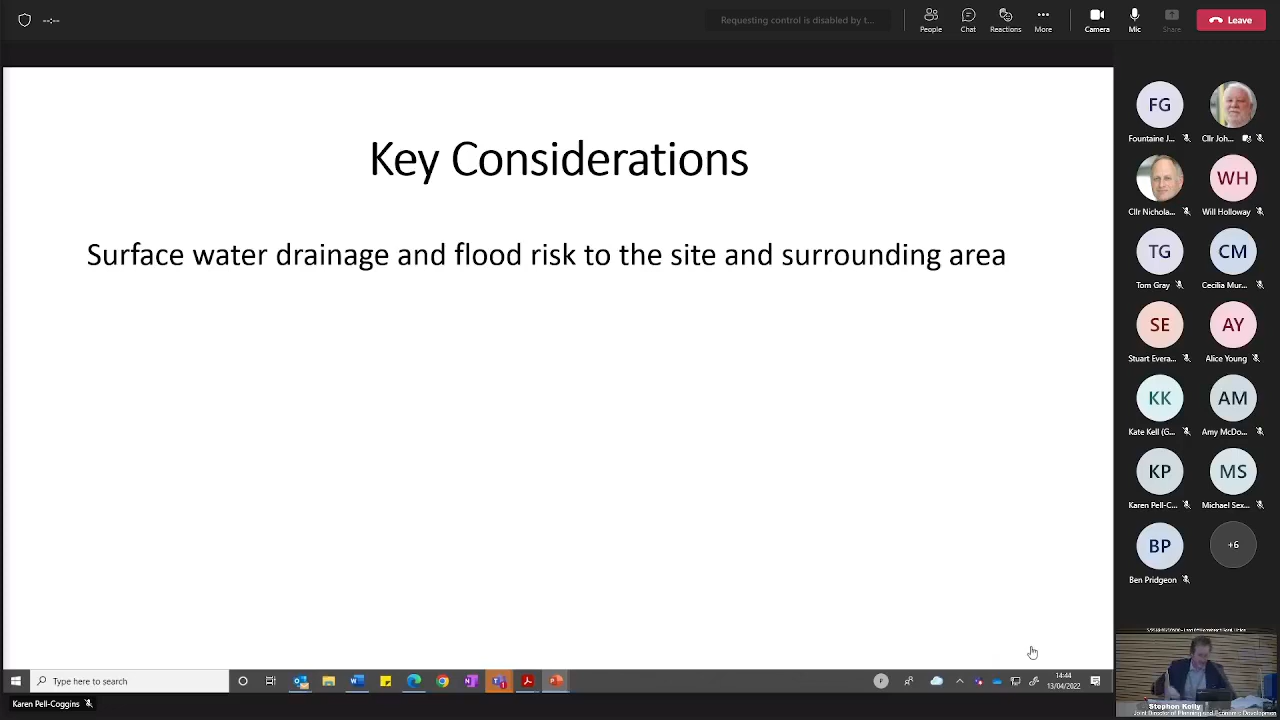 --:--
Requesting control is disabled by t...
People
Chat
Reactions
More
Camera
Mic
Share
Leave
Key Considerations
Surface water drainage and flood risk to the site and surrounding area
FG
Fountaine J...
Cllr Joh...
Cllr Nichola...
WH
Will Holloway
TG
Tom Gray
CM
Cecilia Mur...
SE
Stuart Evera...
AY
Alice Young
KK
Kate Kell (G...
AM
Amy McDo...
KP
Karen Pell-C...
MS
Michael Sex...
BP
Ben Pridgeon
+6
Type here to search
14:44
13/04/2022
Karen Pell-Coggins
Stephen Kelly
Joint Director of Planning and Economic Developmen